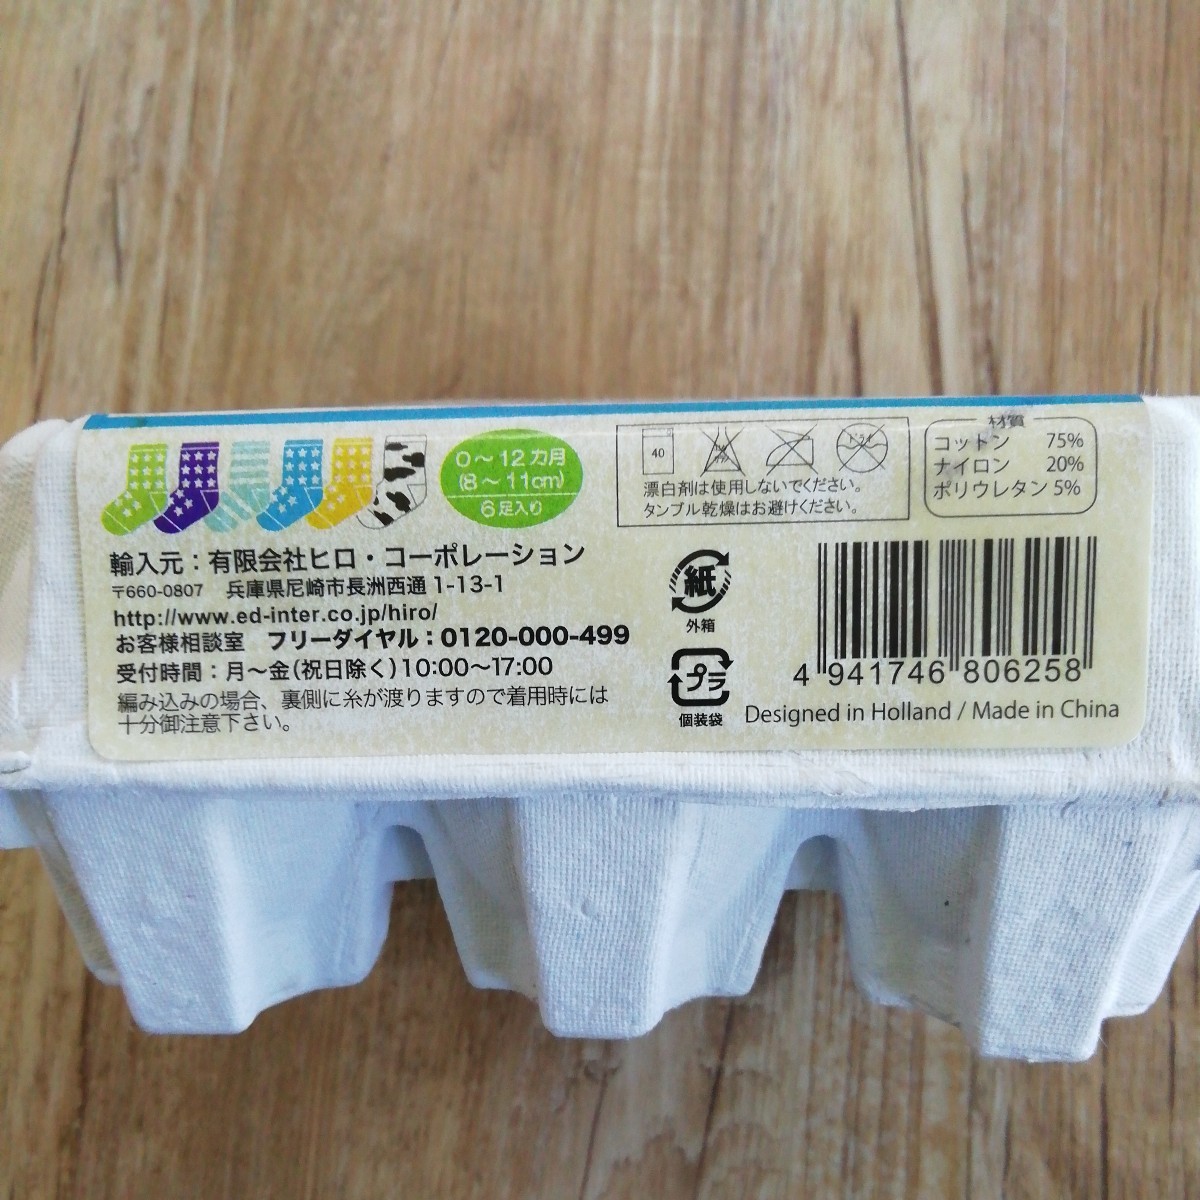 0～12カ月
(8～11cm)
6足入り
40
エンソ
サラシ
ドライ
漂白剤は使用しないでください。
タンブル乾燥はお避けください。
材質
コットン 75%
ナイロン 20%
ポリウレタン 5%
輸入元：有限会社ヒロ・コーポレーション
〒660-0807 兵庫県尼崎市長洲西通1-13-1
http://www.ed-inter.co.jp/hiro/
お客様相談室 フリーダイヤル：0120-000-499
受付時間：月～金(祝日除く)10:00～17:00
編み込みの場合、裏側に糸が渡りますので着用時には
十分御注意下さい。
紙
外箱
プラ
個装袋
4 941746 806258
Designed in Holland / Made in China